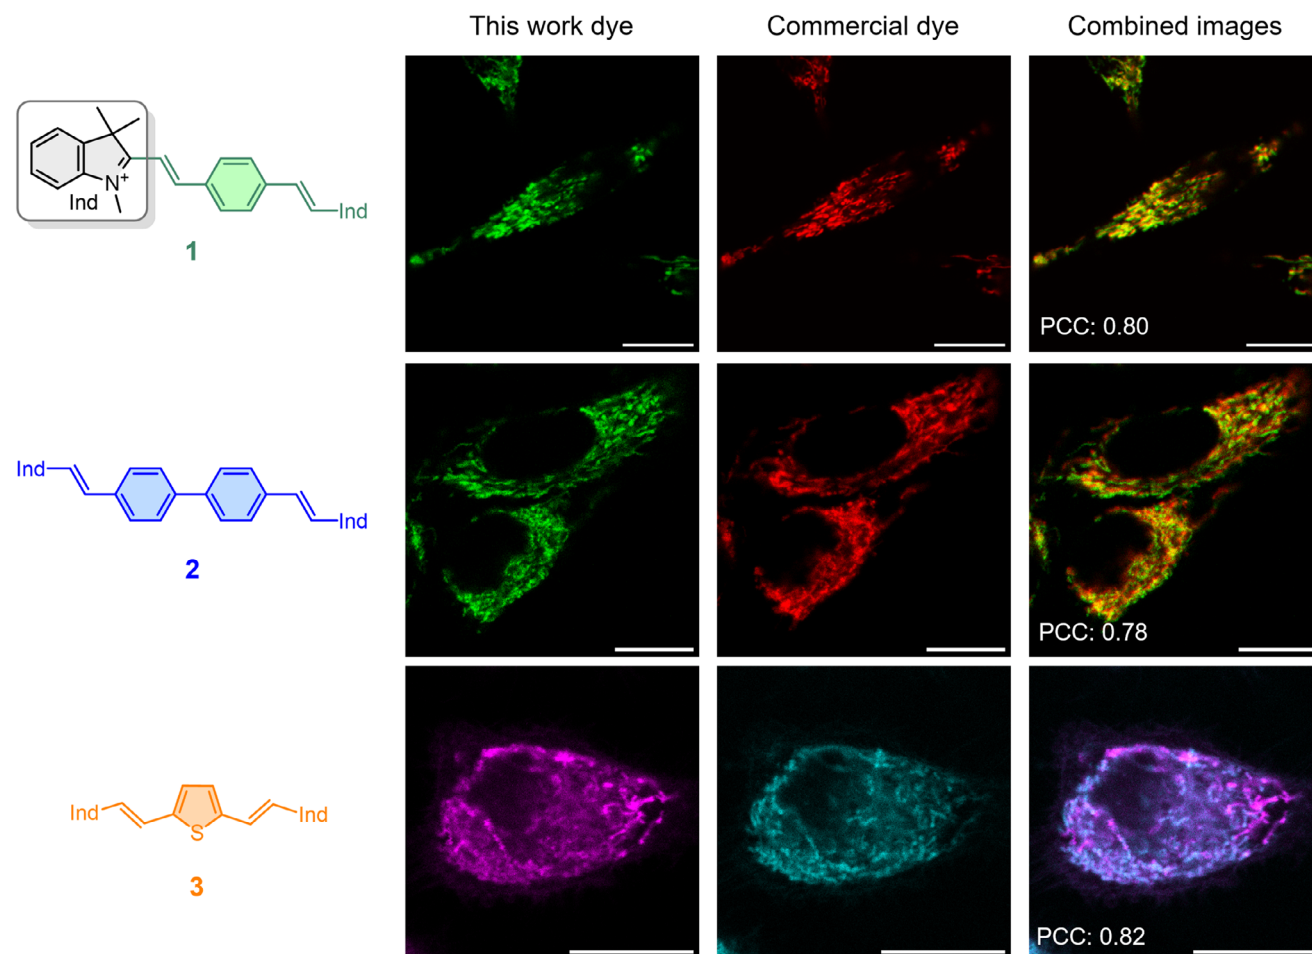 This work dye
Commercial dye
Combined images
N+
Ind
Ind
1
PCC: 0.80
Ind
Ind
2
PCC: 0.78
Ind
S
Ind
3
PCC: 0.82